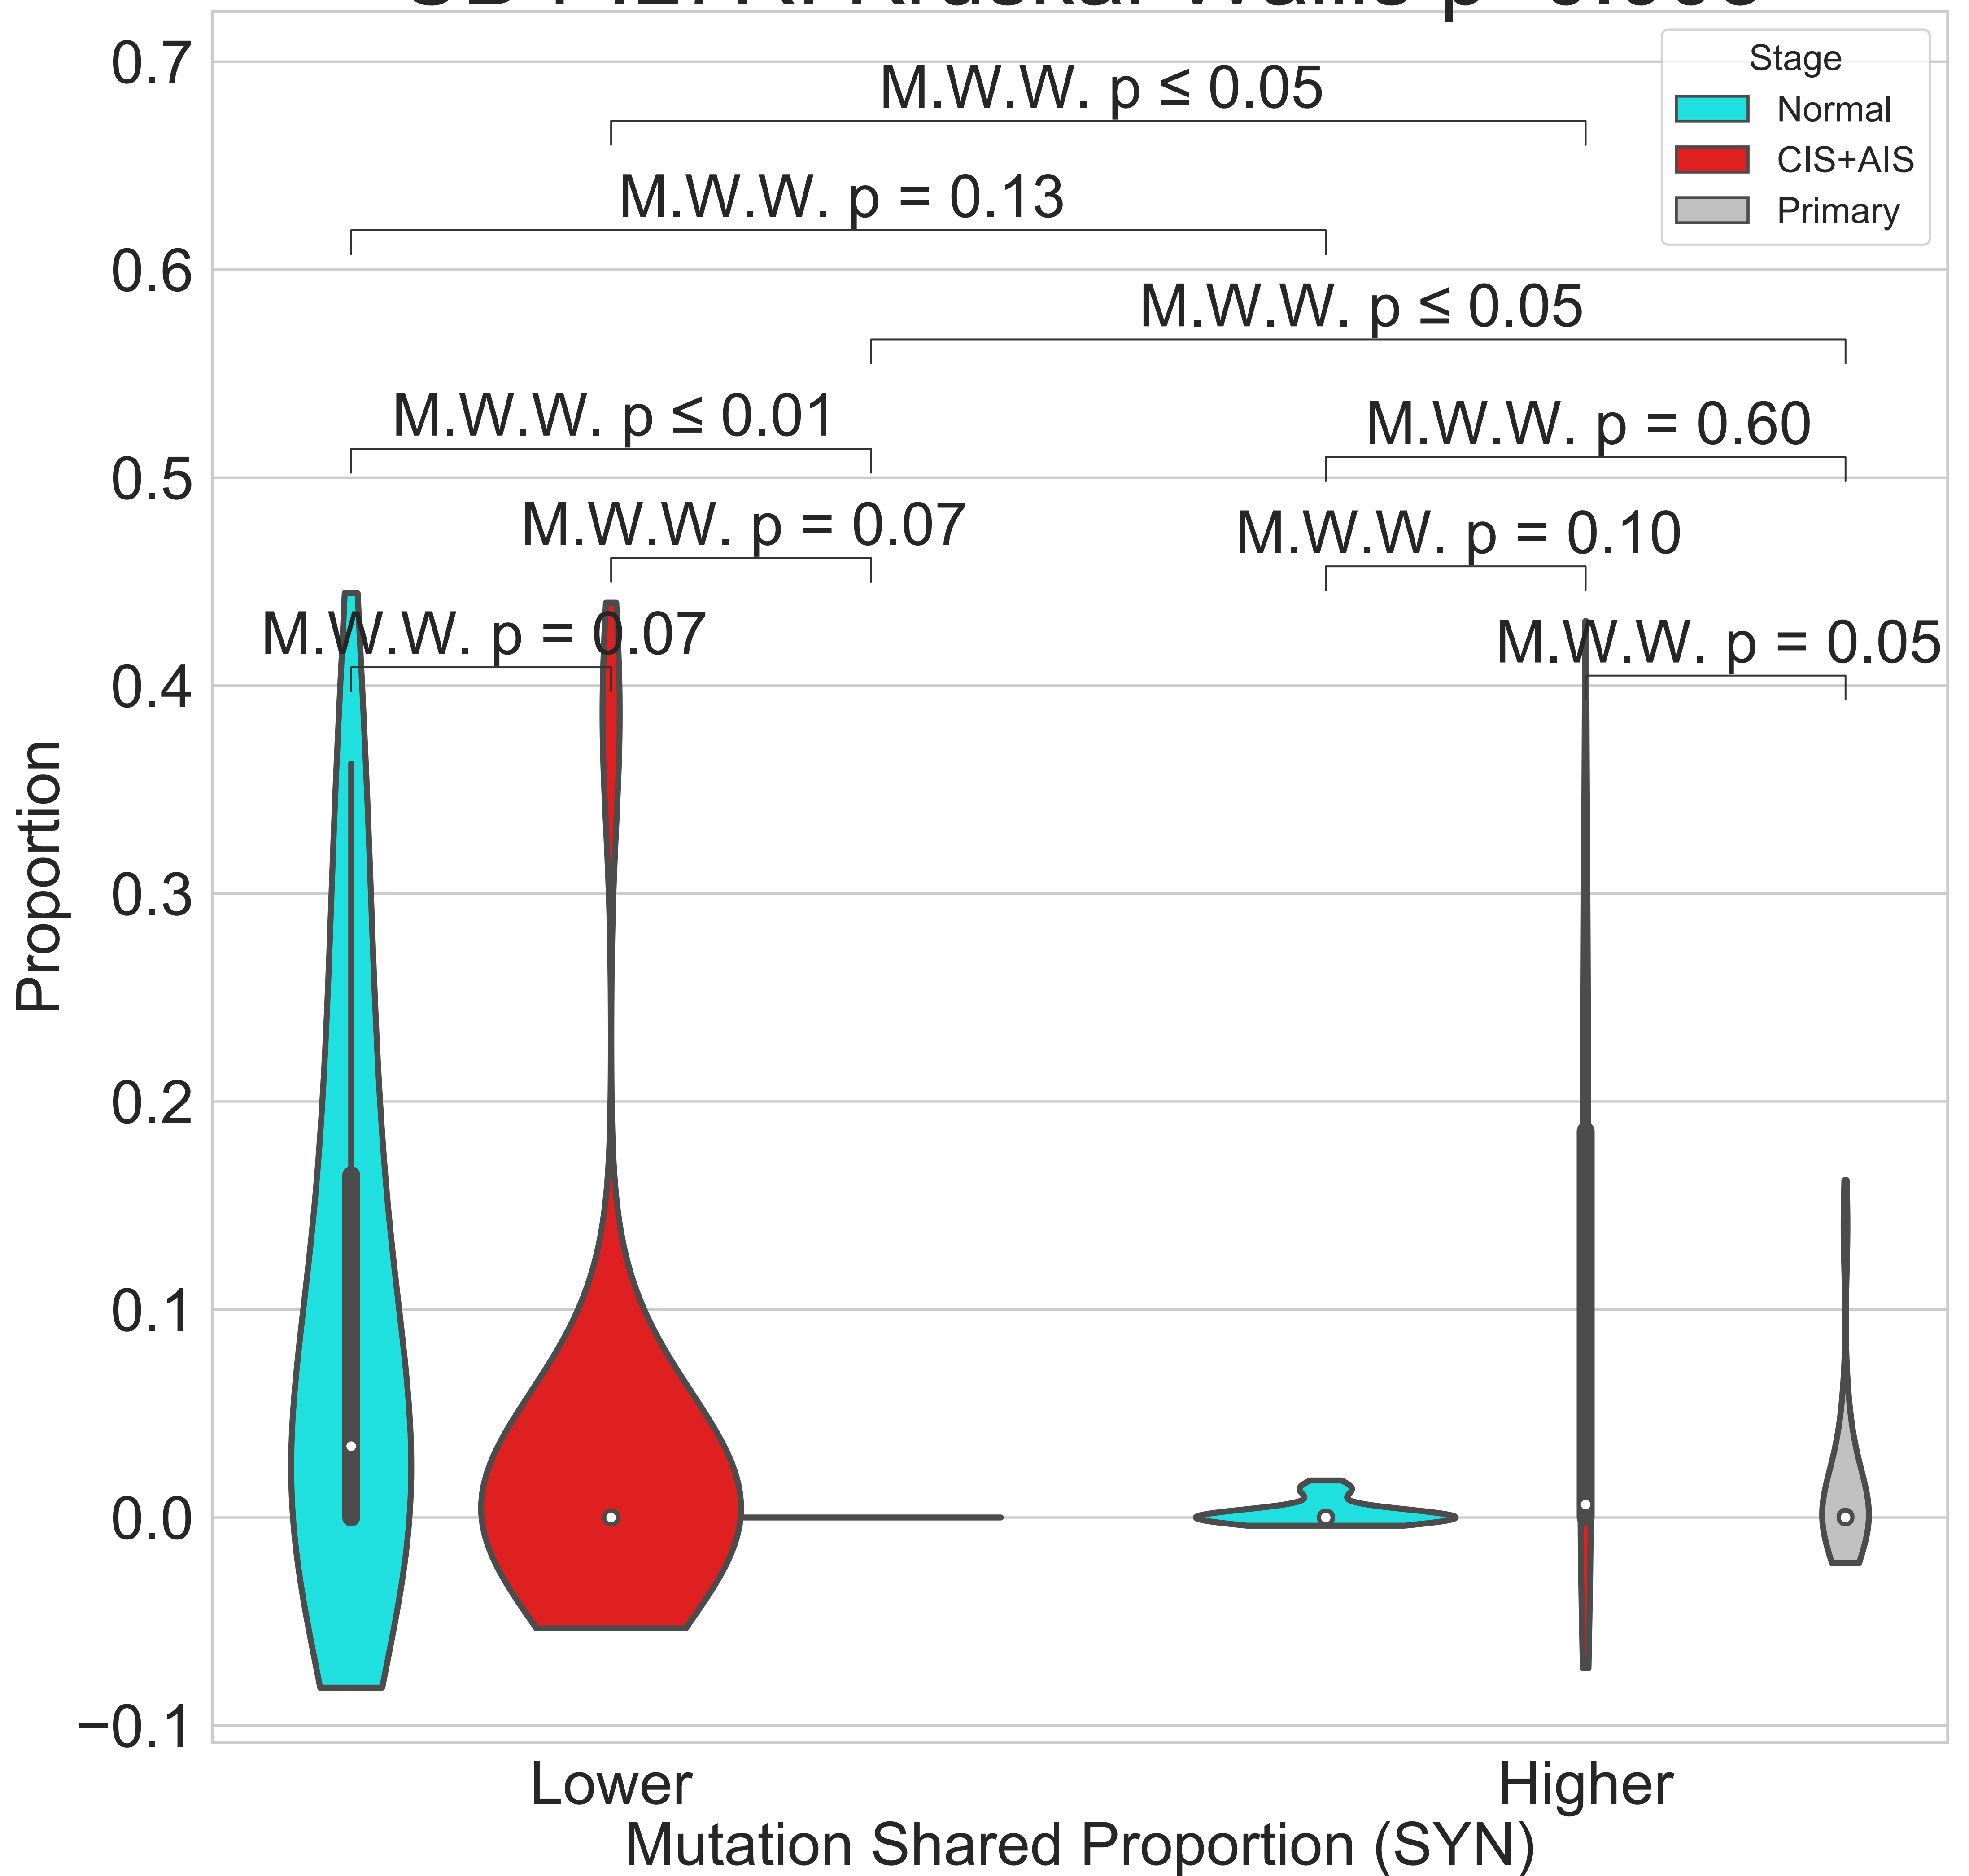 0.7
0.6
0.5
0.4
0.3
0.2
0.1
0.0
−0.1
Proportion
M.W.W. p ≤ 0.05
M.W.W. p = 0.13
M.W.W. p ≤ 0.05
M.W.W. p ≤ 0.01
M.W.W. p = 0.60
M.W.W. p = 0.07
M.W.W. p = 0.10
M.W.W. p = 0.07
M.W.W. p = 0.05
Stage
Normal
CIS+AIS
Primary
Lower
Higher
Mutation Shared Proportion (SYN)